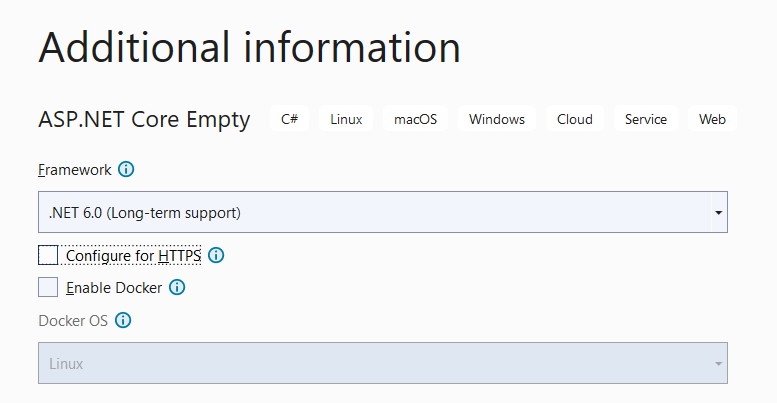 Additional information
ASP.NET Core Empty C# Linux macOS Windows Cloud Service Web
Framework
.NET 6.0 (Long-term support)
Configure for HTTPS
Enable Docker
Docker OS
Linux